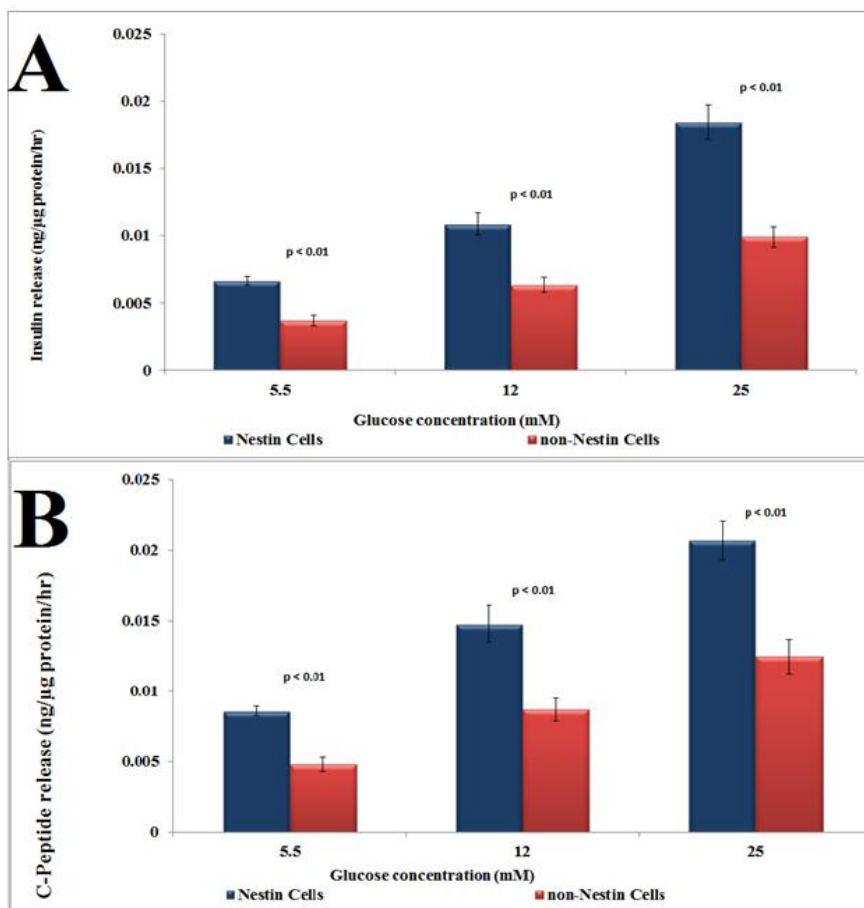 A
Insulin release (ng/µg protein/hr)
0.025
0.02
0.015
0.01
0.005
0
p < 0.01
p < 0.01
p < 0.01
5.5 12 25
Glucose concentration (mM)
Nestin Cells non-Nestin Cells
B
C-Peptide release (ng/µg protein/hr)
0.025
0.02
0.015
0.01
0.005
0
p < 0.01
p < 0.01
p < 0.01
5.5 12 25
Glucose concentration (mM)
Nestin Cells non-Nestin Cells